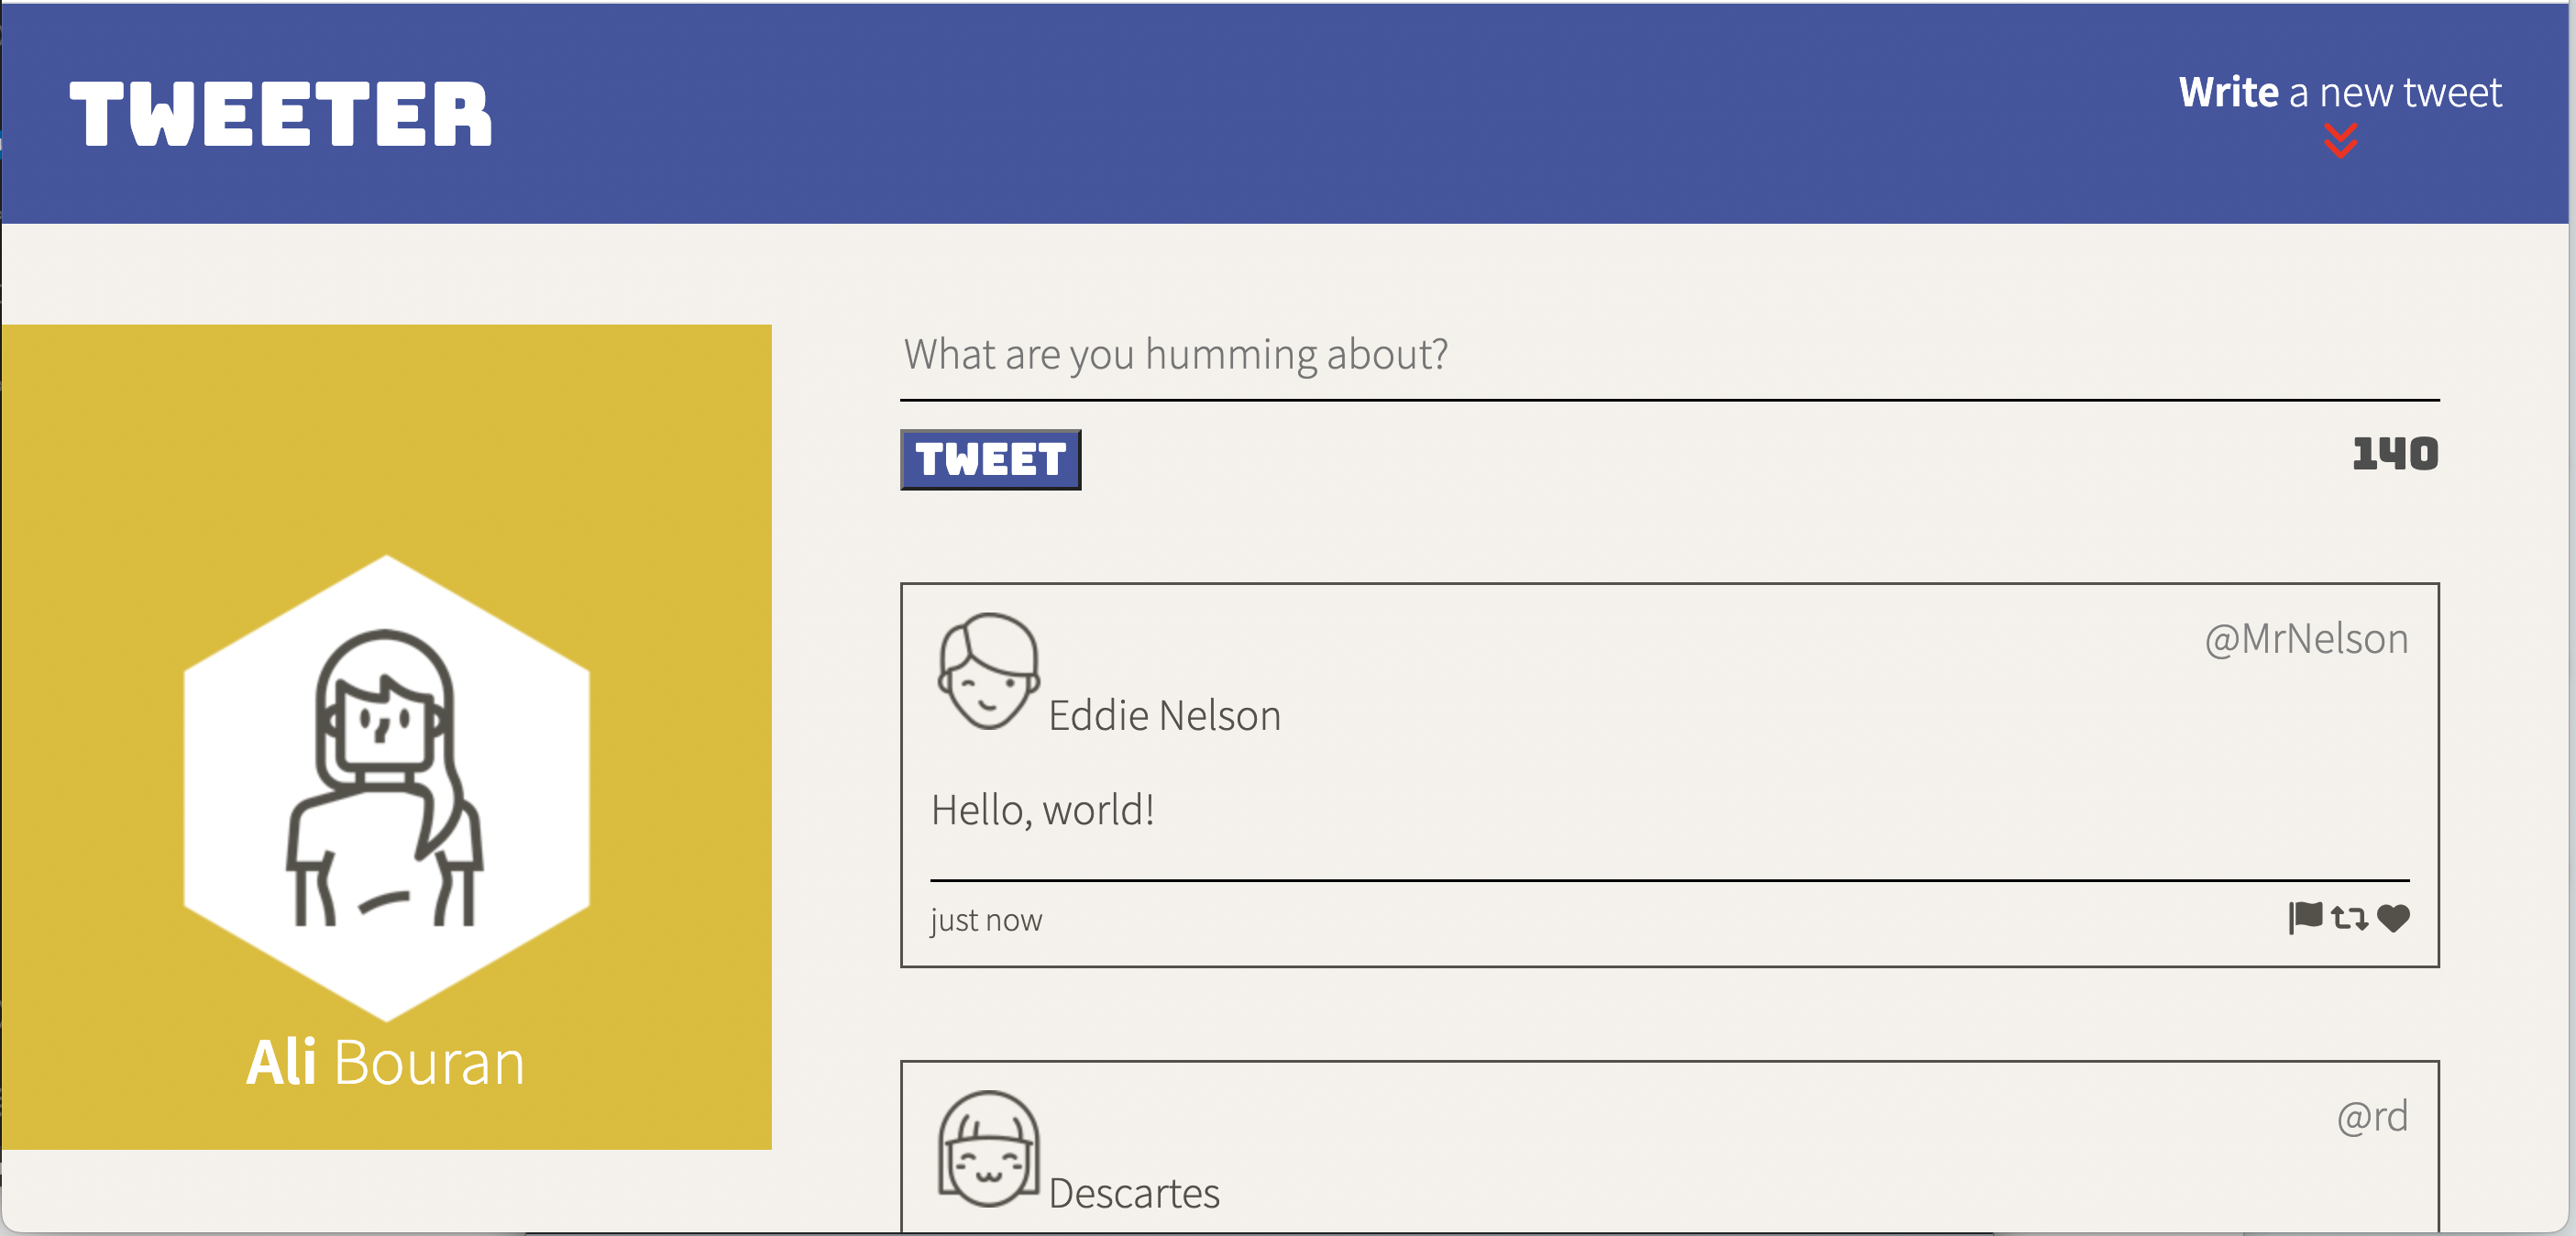 TWEETER
Write a new tweet
What are you humming about?
TWEET
140
@MrNelson
Eddie Nelson
Hello, world!
just now
Ali Bouran
@rd
Descartes